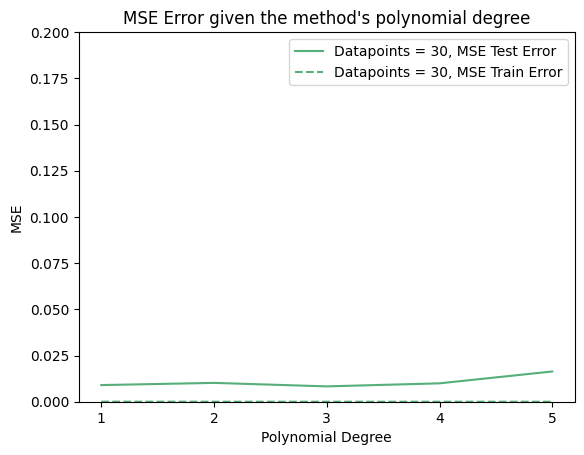 MSE Error given the method's polynomial degree
Datapoints = 30, MSE Test Error
Datapoints = 30, MSE Train Error
0.200
0.175
0.150
0.125
0.100
0.075
0.050
0.025
0.000
MSE
1 2 3 4 5
Polynomial Degree